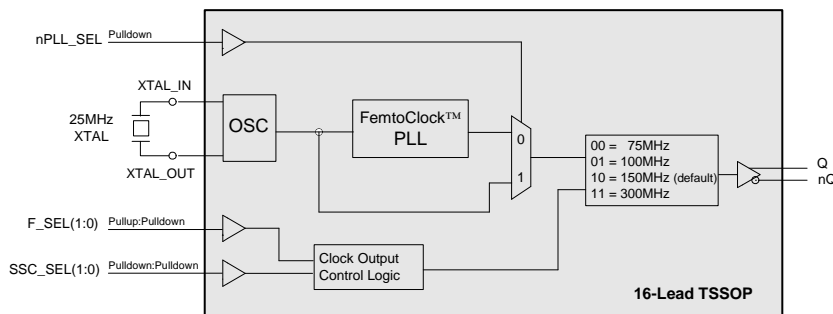 nPLL_SEL Pulldown
XTAL_IN
25MHz
XTAL
XTAL_OUT
OSC
FemtoClock™
PLL
0
1
00 = 75MHz
01 = 100MHz
10 = 150MHz (default)
11 = 300MHz
Q
nQ
F_SEL(1:0) Pullup:Pulldown
SSC_SEL(1:0) Pulldown:Pulldown
Clock Output
Control Logic
16-Lead TSSOP